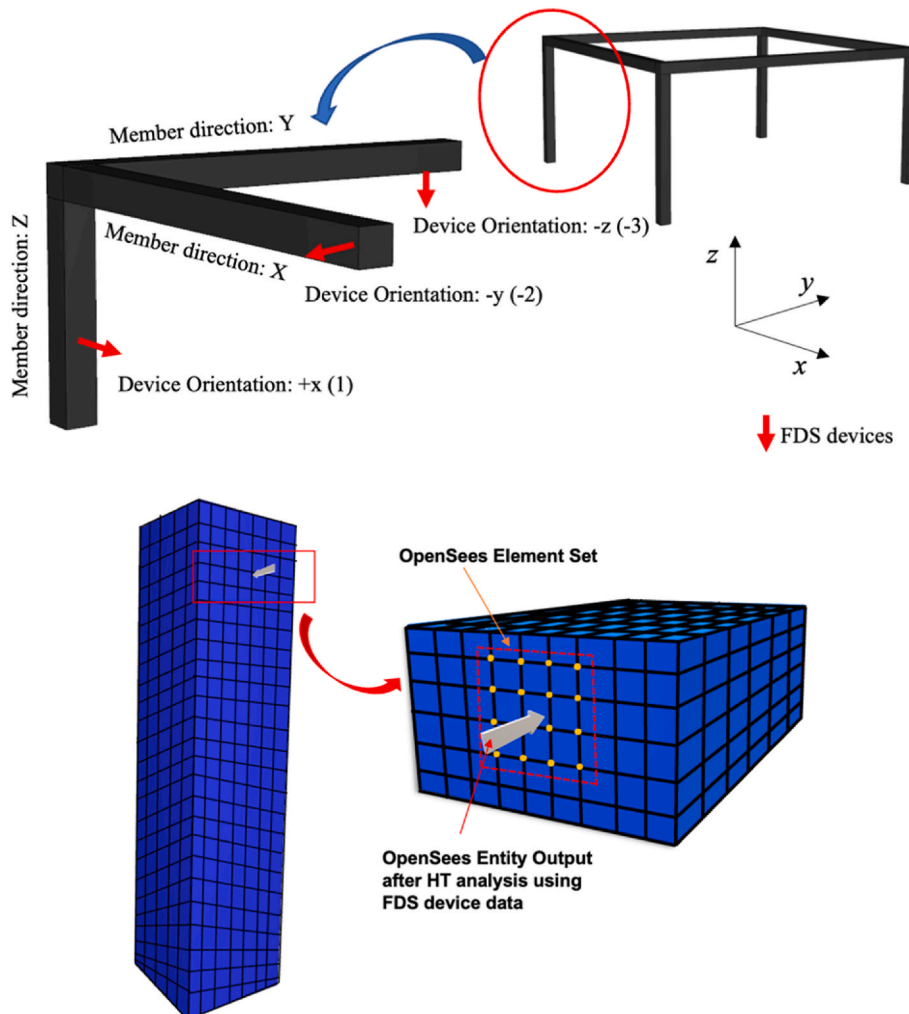 Member direction: Y
Device Orientation: -z (-3)
Member direction: X
Member direction: Z
Device Orientation: -y (-2)
Device Orientation: +x (1)
z
y
x
FDS devices
OpenSees Element Set
OpenSees Entity Output
after HT analysis using
FDS device data